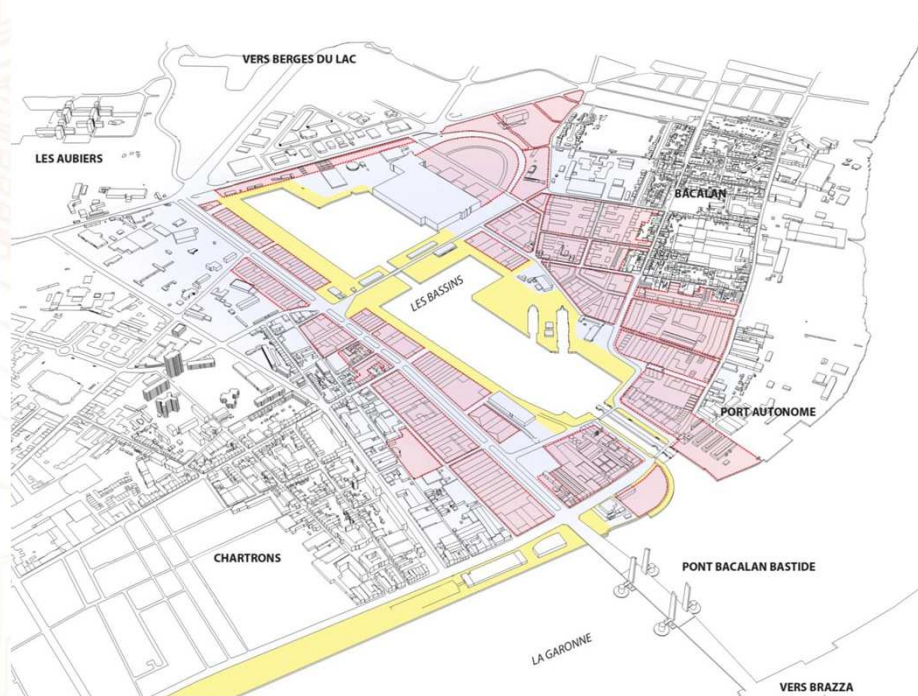 VERS BERGES DU LAC
LES AUBIERS
BACALAN
LES BASSINS
PORT AUTONOME
CHARTRONS
PONT BACALAN BASTIDE
LA GARONNE
VERS BRAZZA